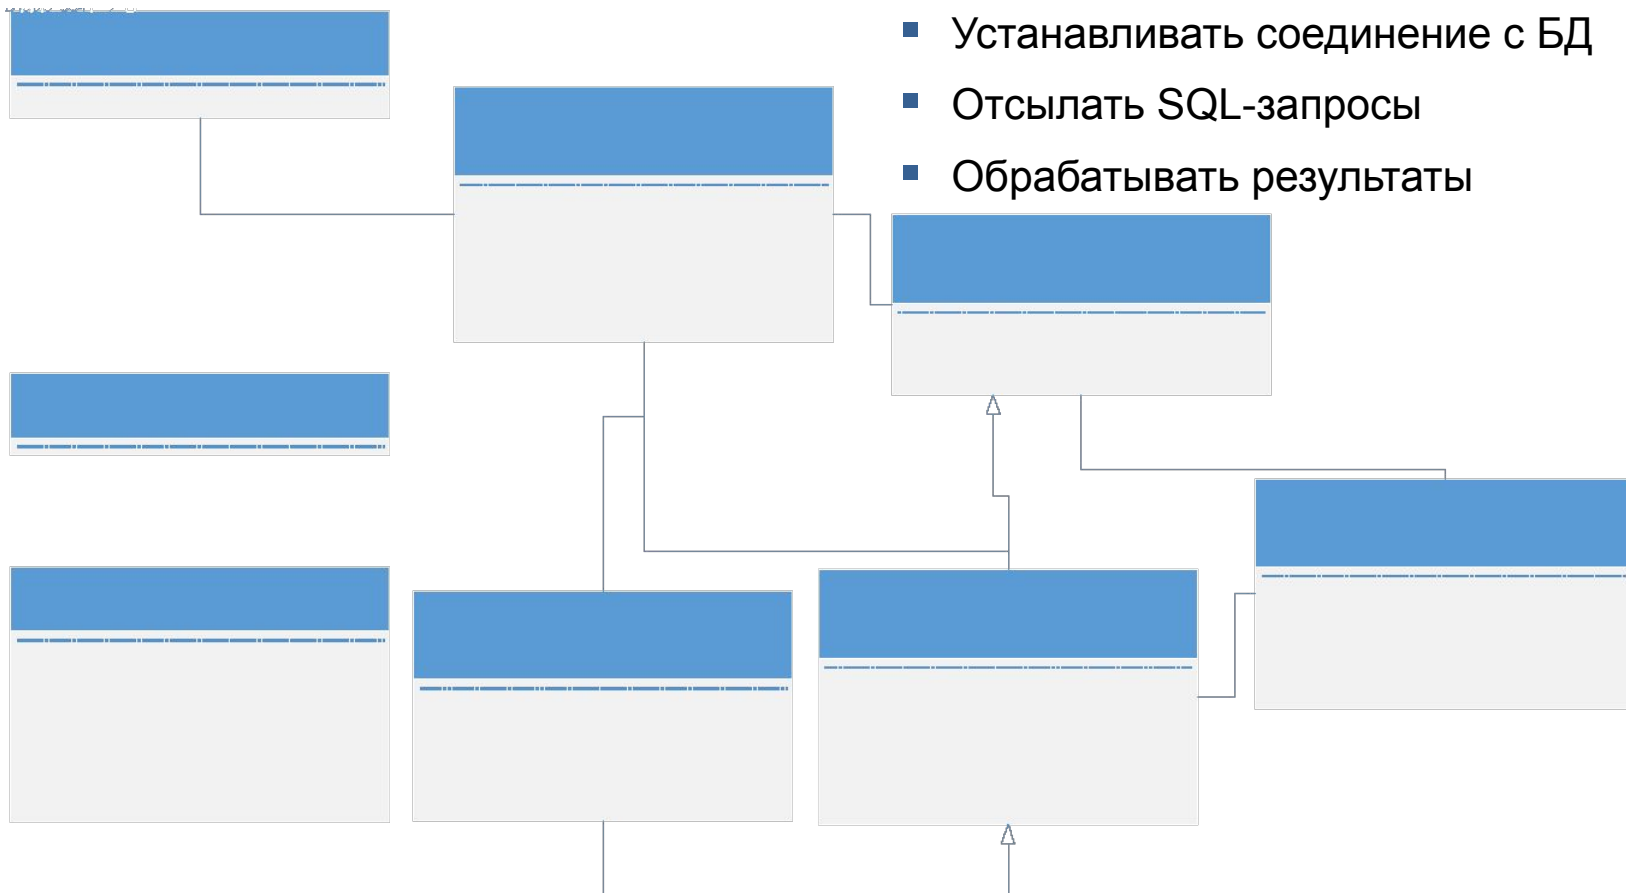 Устанавливать соединение с БД
Отсылать SQL-запросы
Обрабатывать результаты